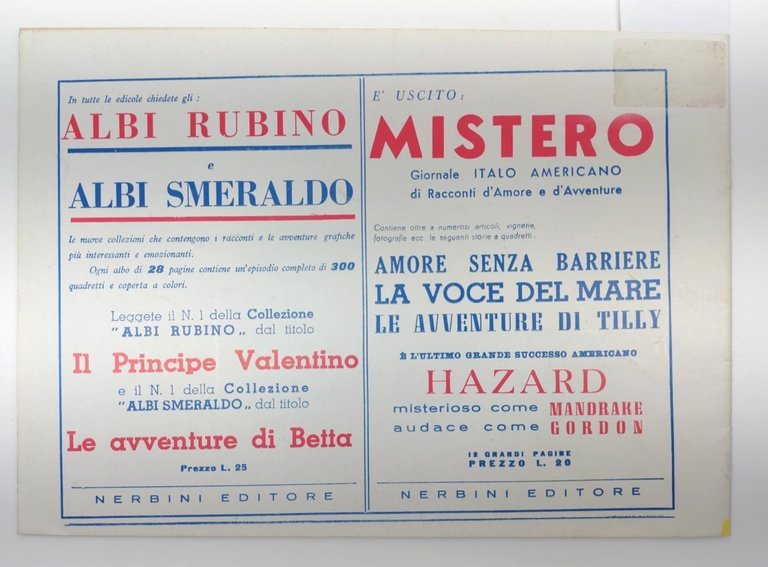 In tutte le edicole chiedete gli :
ALBI RUBINO
e
ALBI SMERALDO
le nuove collezioni che contengono i racconti e le avventure grafiche
più interessanti e emozionanti.
Ogni albo di 28 pagine contiene un'episodio completo di 300
quadretti e coperta a colori.
Leggete il N. 1 della Collezione
"ALBI RUBINO„ dal titolo
Il Principe Valentino
e il N. 1 della Collezione
"ALBI SMERALDO„ dal titolo
Le avventure di Betta
Prezzo L. 25
NERBINI EDITORE
E' USCITO :
MISTERO
Giornale ITALO AMERICANO
di Racconti d'Amore e d'Avventure
Contiene oltre a numerosi articoli, vignette,
fotografie ecc. le seguenti storie a quadretti :
AMORE SENZA BARRIERE
LA VOCE DEL MARE
LE AVVENTURE DI TILLY
È L'ULTIMO GRANDE SUCCESSO AMERICANO
HAZARD
misterioso come MANDRAKE
audace come GORDON
12 GRANDI PAGINE
PREZZO L. 20
NERBINI EDITORE